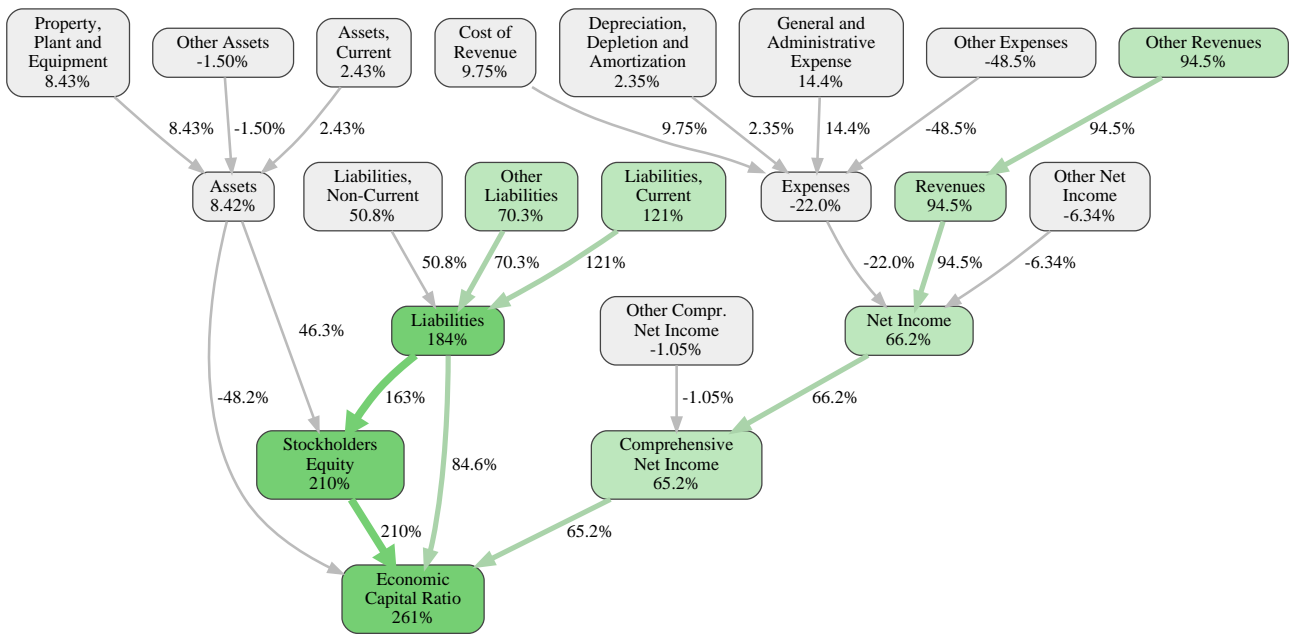 Property,
Plant and
Equipment
8.43%
Other Assets
-1.50%
Assets,
Current
2.43%
Cost of
Revenue
9.75%
Depreciation,
Depletion and
Amortization
2.35%
General and
Administrative
Expense
14.4%
Other Expenses
-48.5%
Other Revenues
94.5%
8.43%
-1.50%
2.43%
9.75%
2.35%
14.4%
-48.5%
94.5%
Assets
8.42%
Liabilities,
Non-Current
50.8%
Other
Liabilities
70.3%
Liabilities,
Current
121%
Expenses
-22.0%
Revenues
94.5%
Other Net
Income
-6.34%
50.8%
70.3%
121%
-22.0%
94.5%
-6.34%
46.3%
Liabilities
184%
Other Compr.
Net Income
-1.05%
Net Income
66.2%
-48.2%
163%
-1.05%
66.2%
Stockholders
Equity
210%
84.6%
Comprehensive
Net Income
65.2%
210%
65.2%
Economic
Capital Ratio
261%